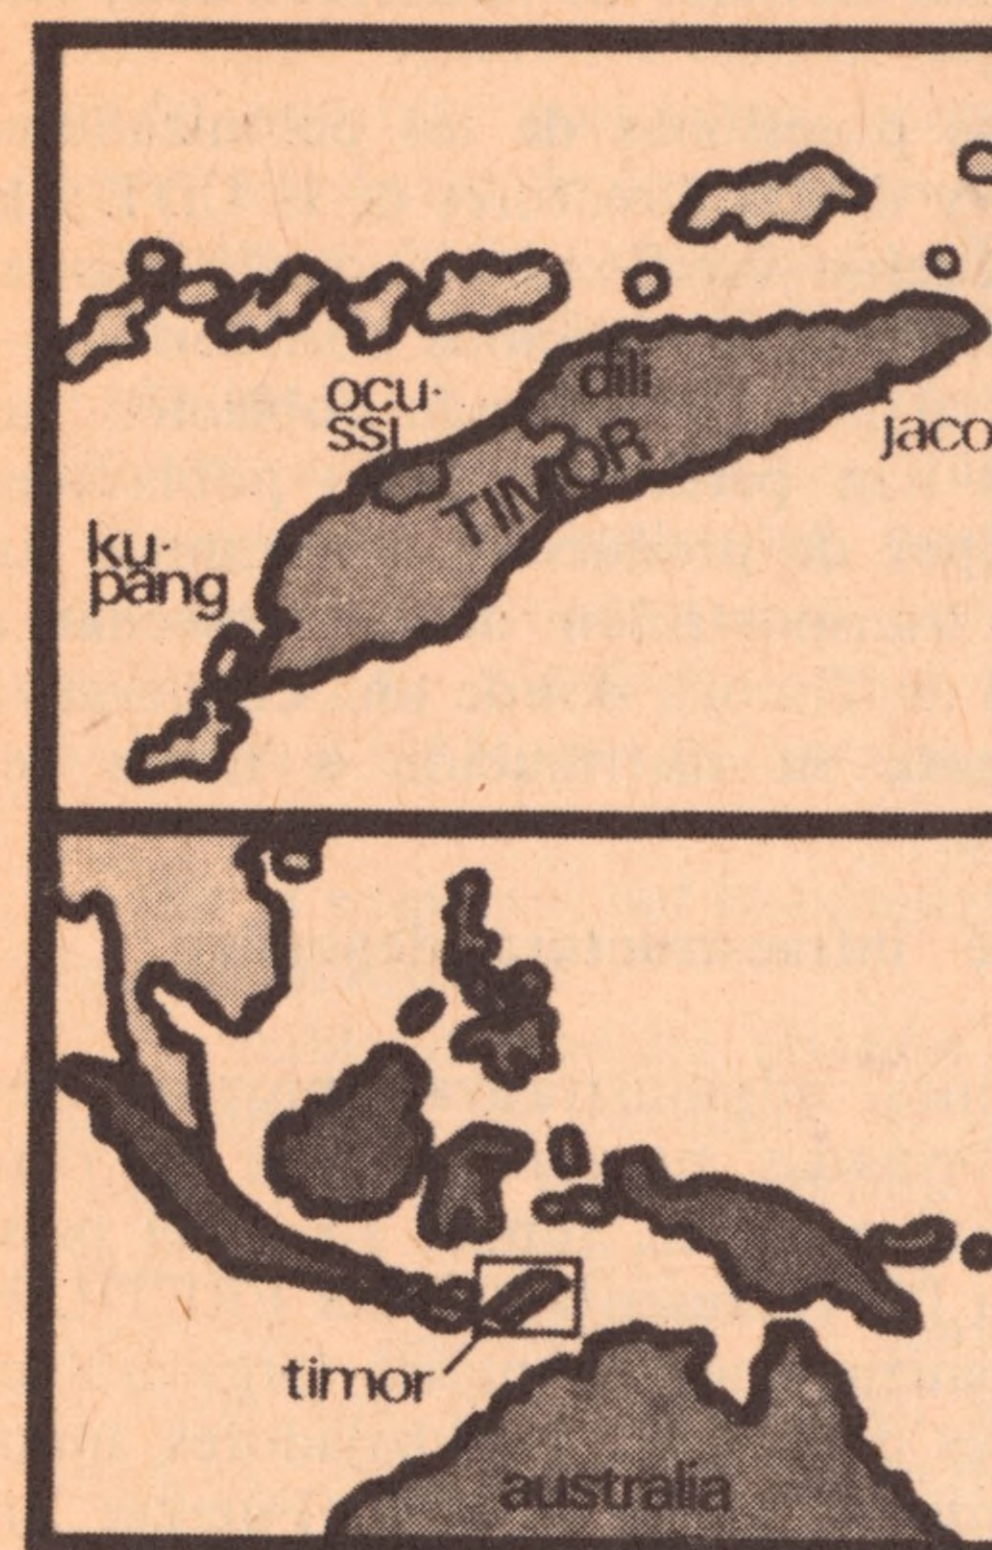 dili
ocu-
ssi
jaco
TIMOR
ku-
pang
timor
australia